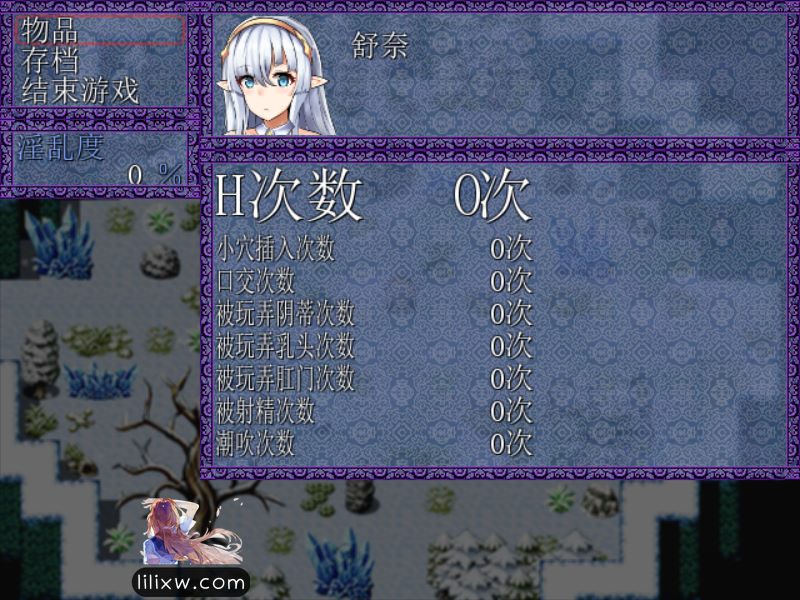 物品
存档
结束游戏
舒奈
淫乱度
0 %
H次数 0次
小穴插入次数 0次
口交次数 0次
被玩弄阴蒂次数 0次
被玩弄乳头次数 0次
被玩弄肛门次数 0次
被射精次数 0次
潮吹次数 0次
lilixw.com